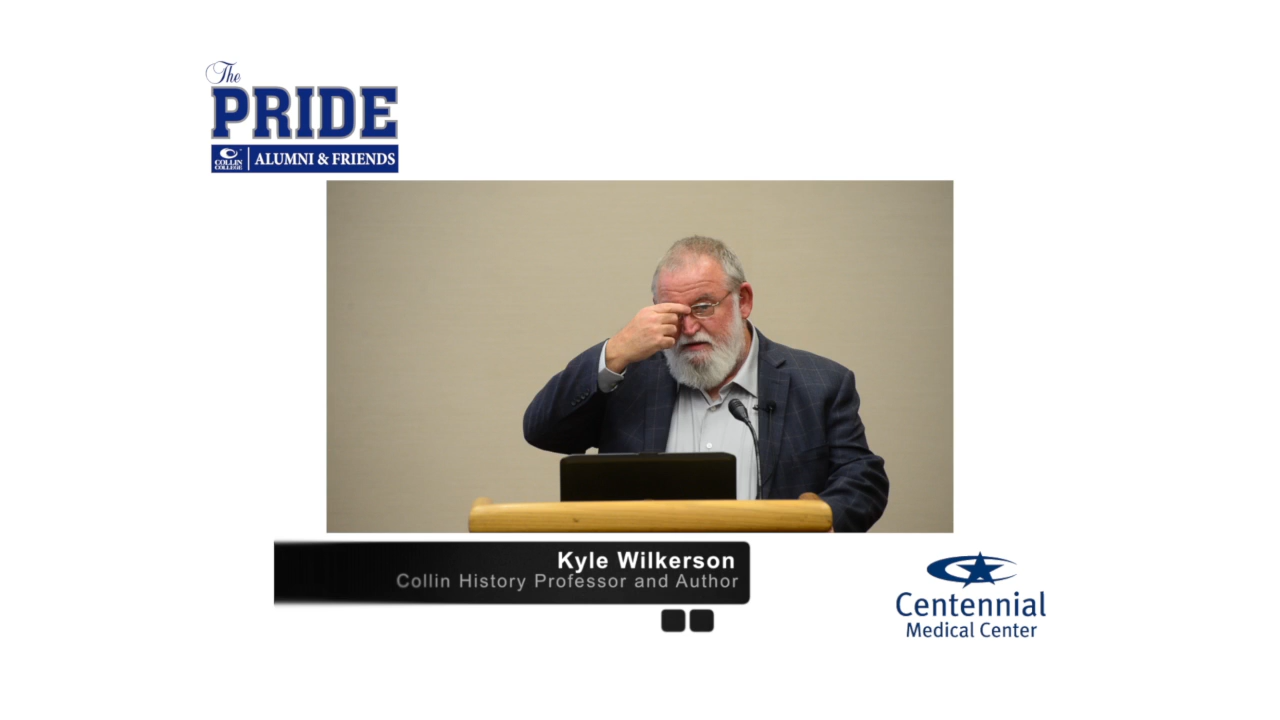 The
PRIDE
COLLIN
COLLEGE
ALUMNI & FRIENDS
Kyle Wilkerson
Collin History Professor and Author
Centennial
Medical Center